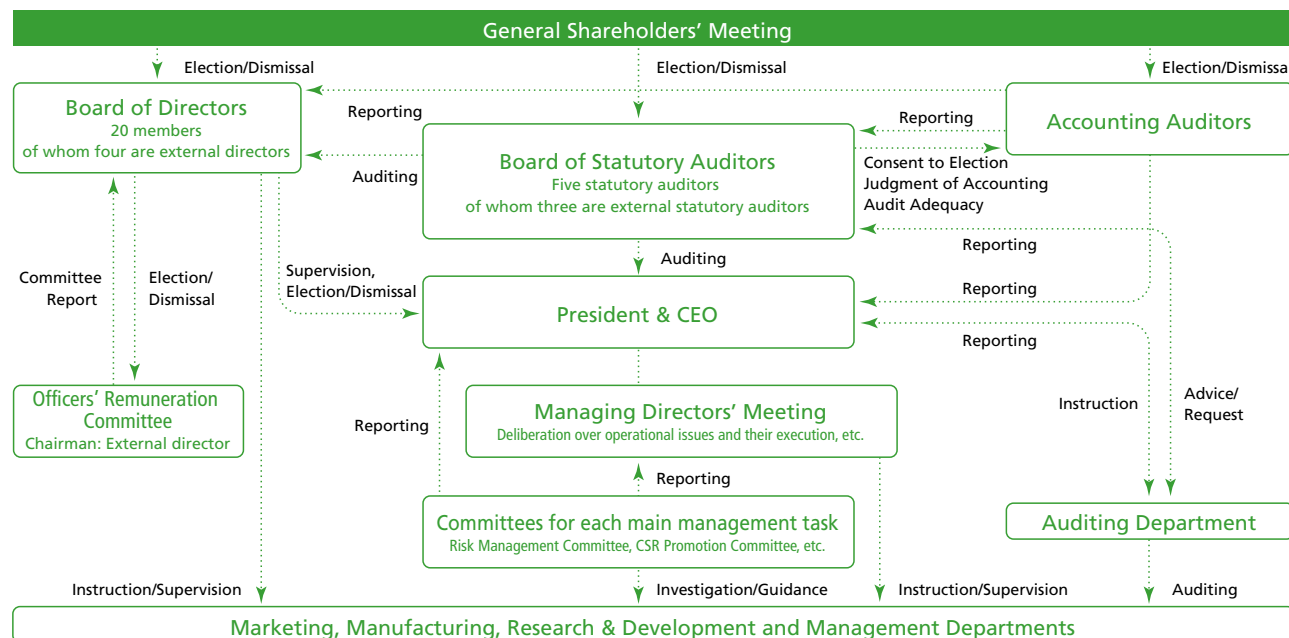 General Shareholders’ Meeting
Election/Dismissal
Election/Dismissal
Election/Dismissa
Board of Directors
20 members
of whom four are external directors
Reporting
Reporting
Accounting Auditors
Board of Statutory Auditors
Five statutory auditors
of whom three are external statutory auditors
Auditing
Consent to Election
Judgment of Accounting
Audit Adequacy
Reporting
Auditing
Committee
Report
Election/
Dismissal
Supervision,
Election/Dismissal
Reporting
President & CEO
Reporting
Officers’ Remuneration
Committee
Chairman: External director
Reporting
Managing Directors’ Meeting
Deliberation over operational issues and their execution, etc.
Instruction
Advice/
Request
Reporting
Committees for each main management task
Risk Management Committee, CSR Promotion Committee, etc.
Auditing Department
Instruction/Supervision
Investigation/Guidance
Instruction/Supervision
Auditing
Marketing, Manufacturing, Research & Development and Management Departments